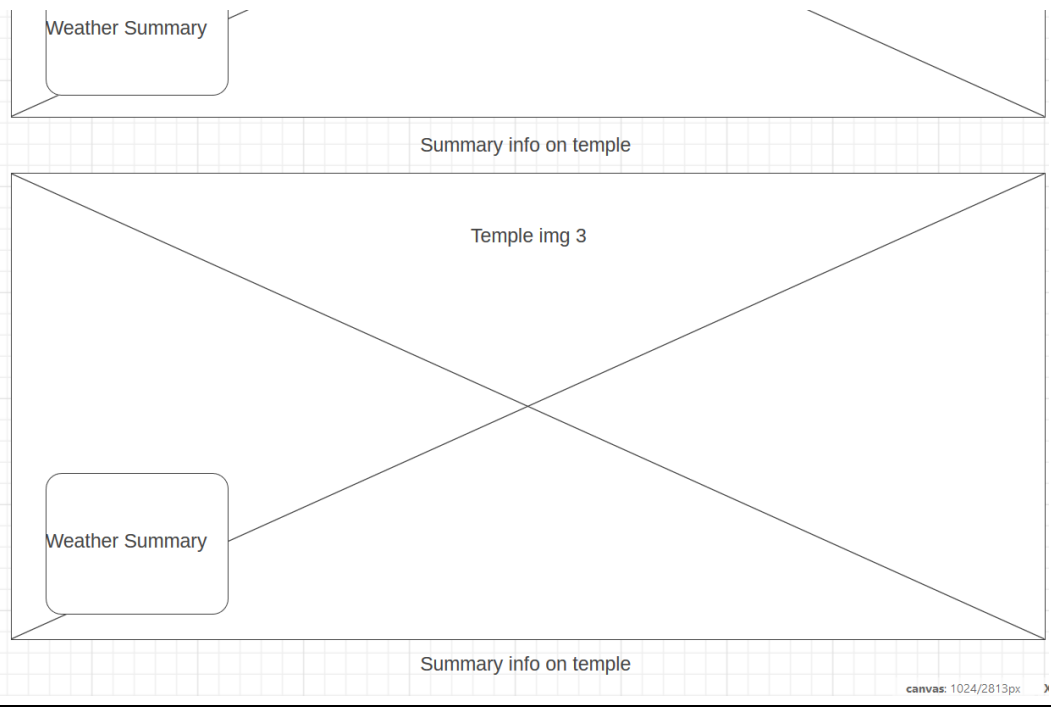 Weather Summary
Summary info on temple
Temple img 3
Weather Summary
Summary info on temple
canvas: 1024/2813px X